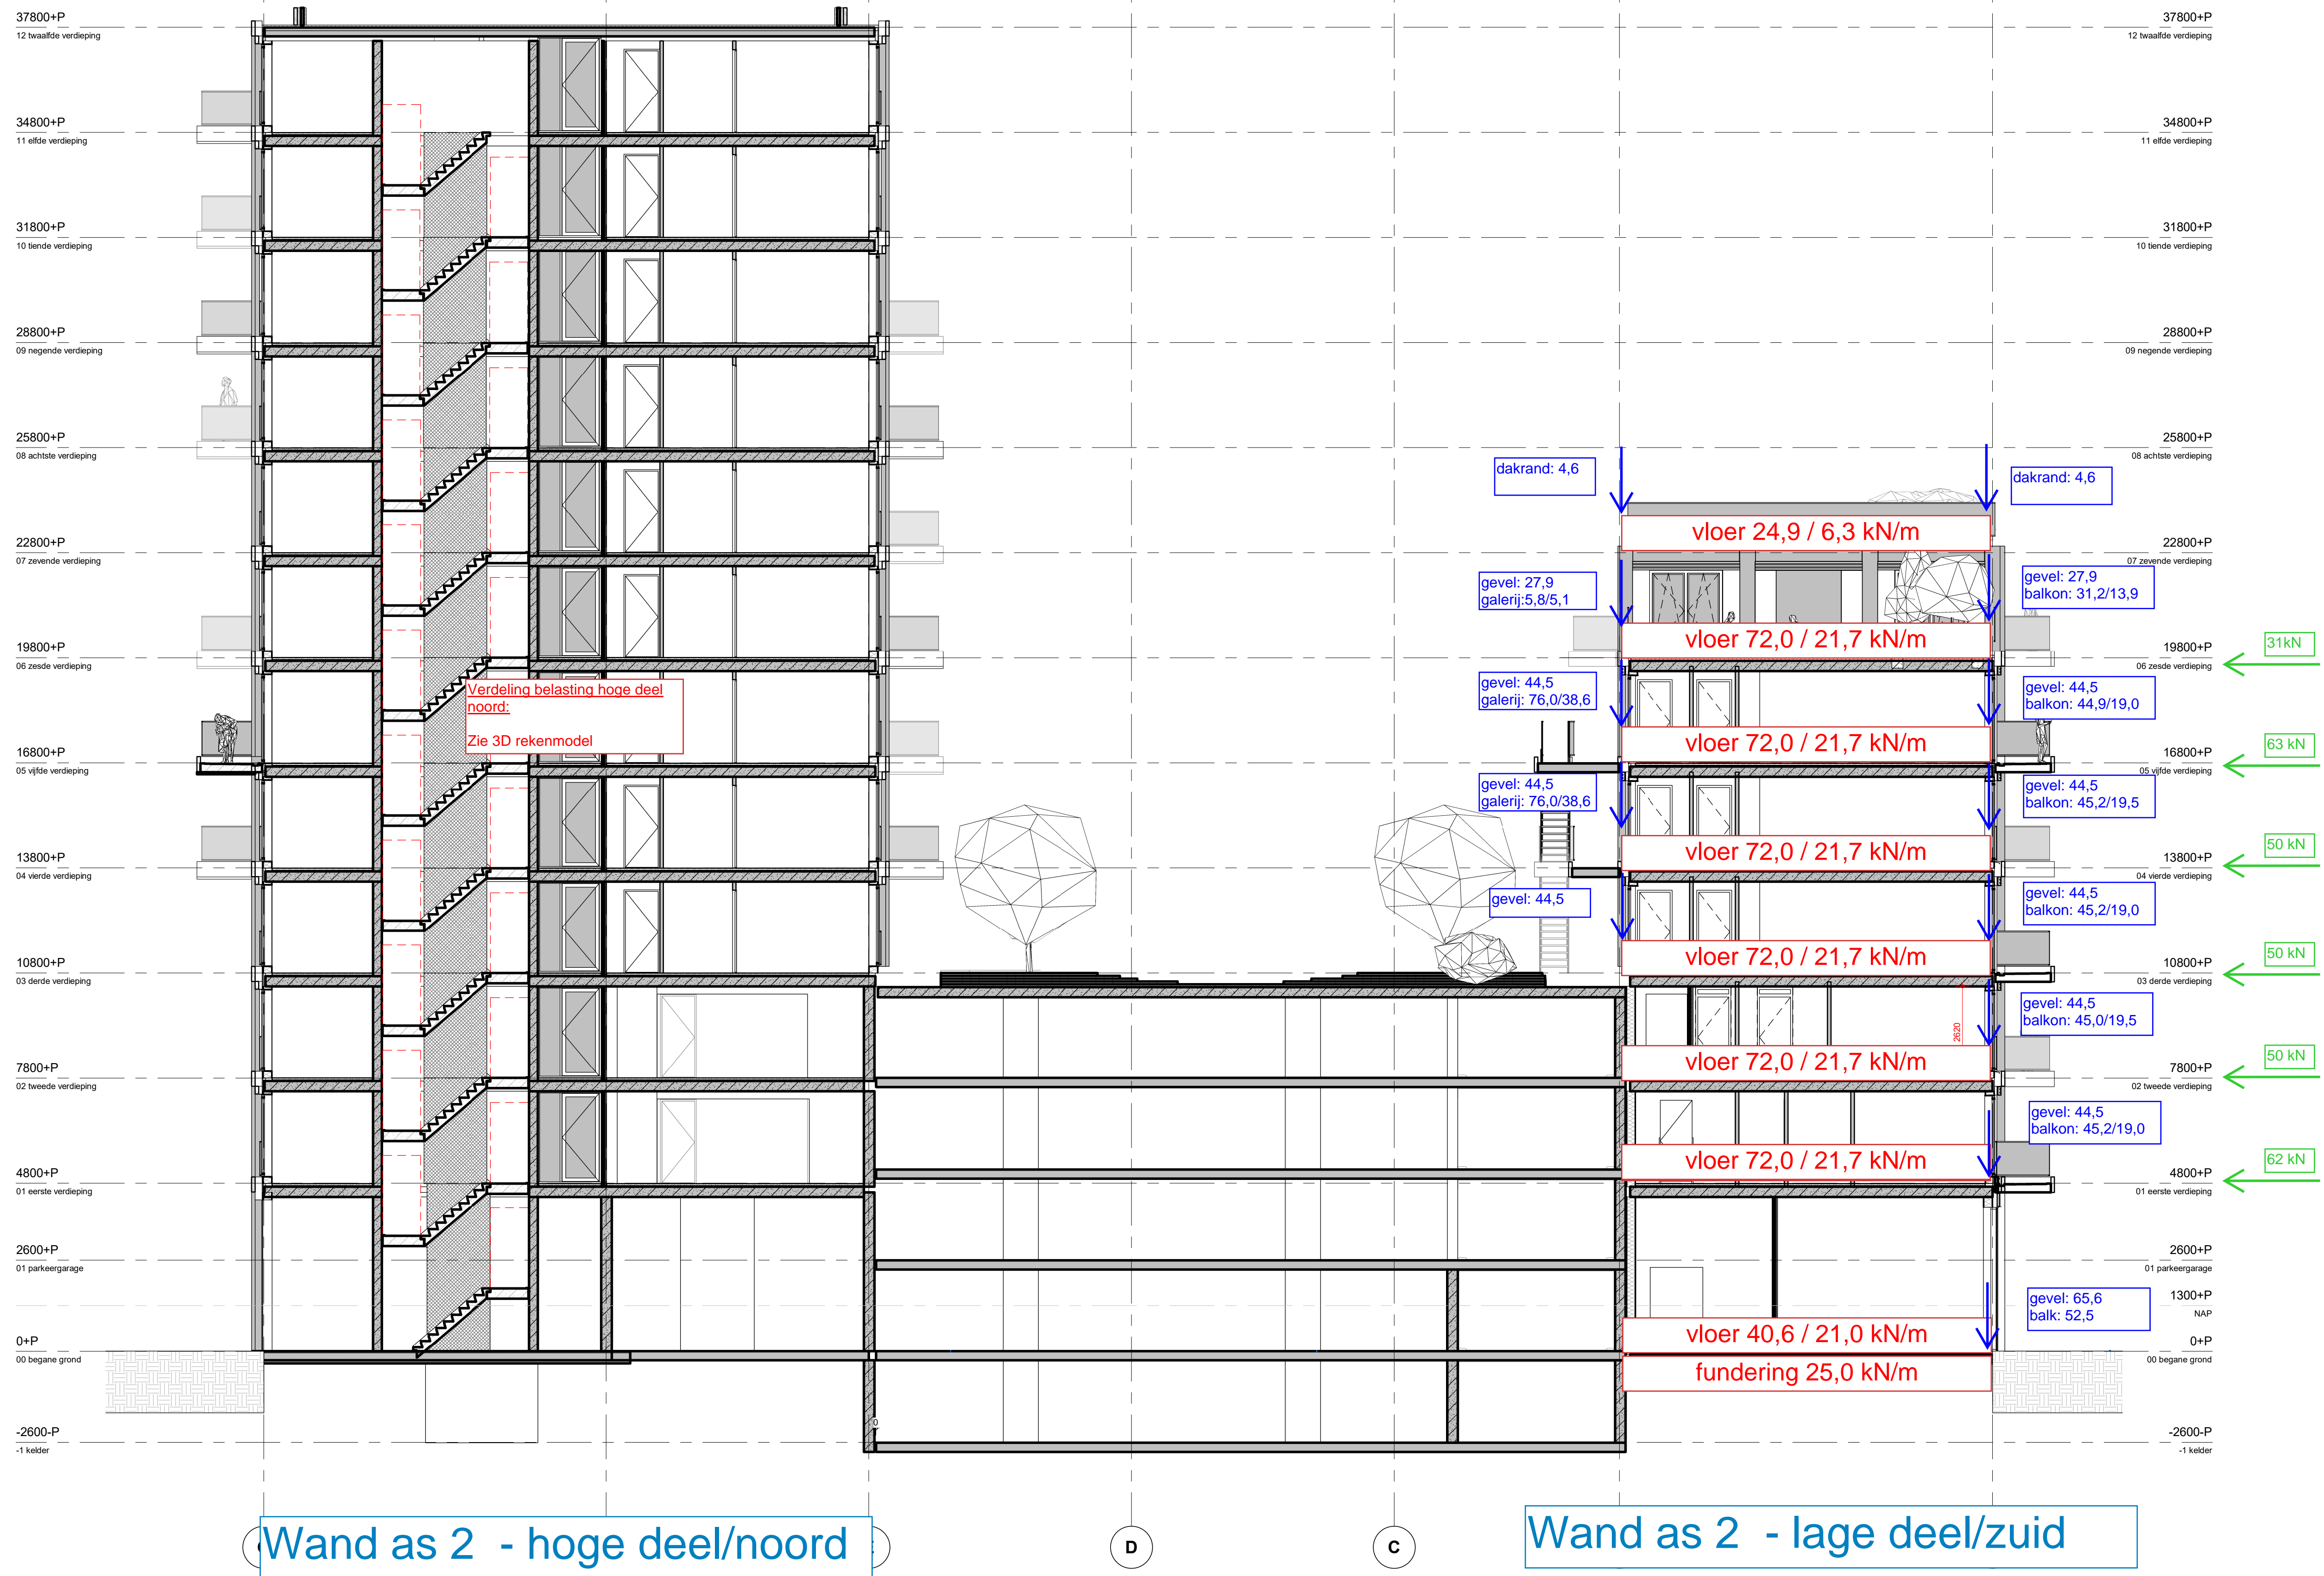 37800+P
12 twaalfde verdieping
34800+P
11 elfde verdieping
31800+P
10 tiende verdieping
28800+P
09 negende verdieping
25800+P
08 achtste verdieping
22800+P
07 zevende verdieping
19800+P
06 zesde verdieping
16800+P
05 vijfde verdieping
13800+P
04 vierde verdieping
10800+P
03 derde verdieping
7800+P
02 tweede verdieping
4800+P
01 eerste verdieping
2600+P
01 parkeergarage
0+P
00 begane grond
-2600-P
-1 kelder
Verdeling belasting hoge deel
noord:
Zie 3D rekenmodel
0
dakrand: 4,6
gevel: 27,9
galerij:5,8/5,1
gevel: 44,5
galerij: 76,0/38,6
gevel: 44,5
galerij: 76,0/38,6
gevel: 44,5
vloer 24,9 / 6,3 kN/m
vloer 72,0 / 21,7 kN/m
vloer 72,0 / 21,7 kN/m
vloer 72,0 / 21,7 kN/m
vloer 72,0 / 21,7 kN/m
2620
vloer 72,0 / 21,7 kN/m
vloer 72,0 / 21,7 kN/m
vloer 40,6 / 21,0 kN/m
fundering 25,0 kN/m
dakrand: 4,6
gevel: 27,9
balkon: 31,2/13,9
gevel: 44,5
balkon: 44,9/19,0
gevel: 44,5
balkon: 45,2/19,5
gevel: 44,5
balkon: 45,2/19,0
gevel: 44,5
balkon: 45,0/19,5
gevel: 44,5
balkon: 45,2/19,0
gevel: 65,6
balk: 52,5
37800+P
12 twaalfde verdieping
34800+P
11 elfde verdieping
31800+P
10 tiende verdieping
28800+P
09 negende verdieping
25800+P
08 achtste verdieping
22800+P
07 zevende verdieping
19800+P
06 zesde verdieping
16800+P
05 vijfde verdieping
13800+P
04 vierde verdieping
10800+P
03 derde verdieping
7800+P
02 tweede verdieping
4800+P
01 eerste verdieping
2600+P
01 parkeergarage
1300+P
NAP
0+P
00 begane grond
-2600-P
-1 kelder
31kN
63 kN
50 kN
50 kN
50 kN
62 kN
Wand as 2 - hoge deel/noord
D
C
Wand as 2 - lage deel/zuid